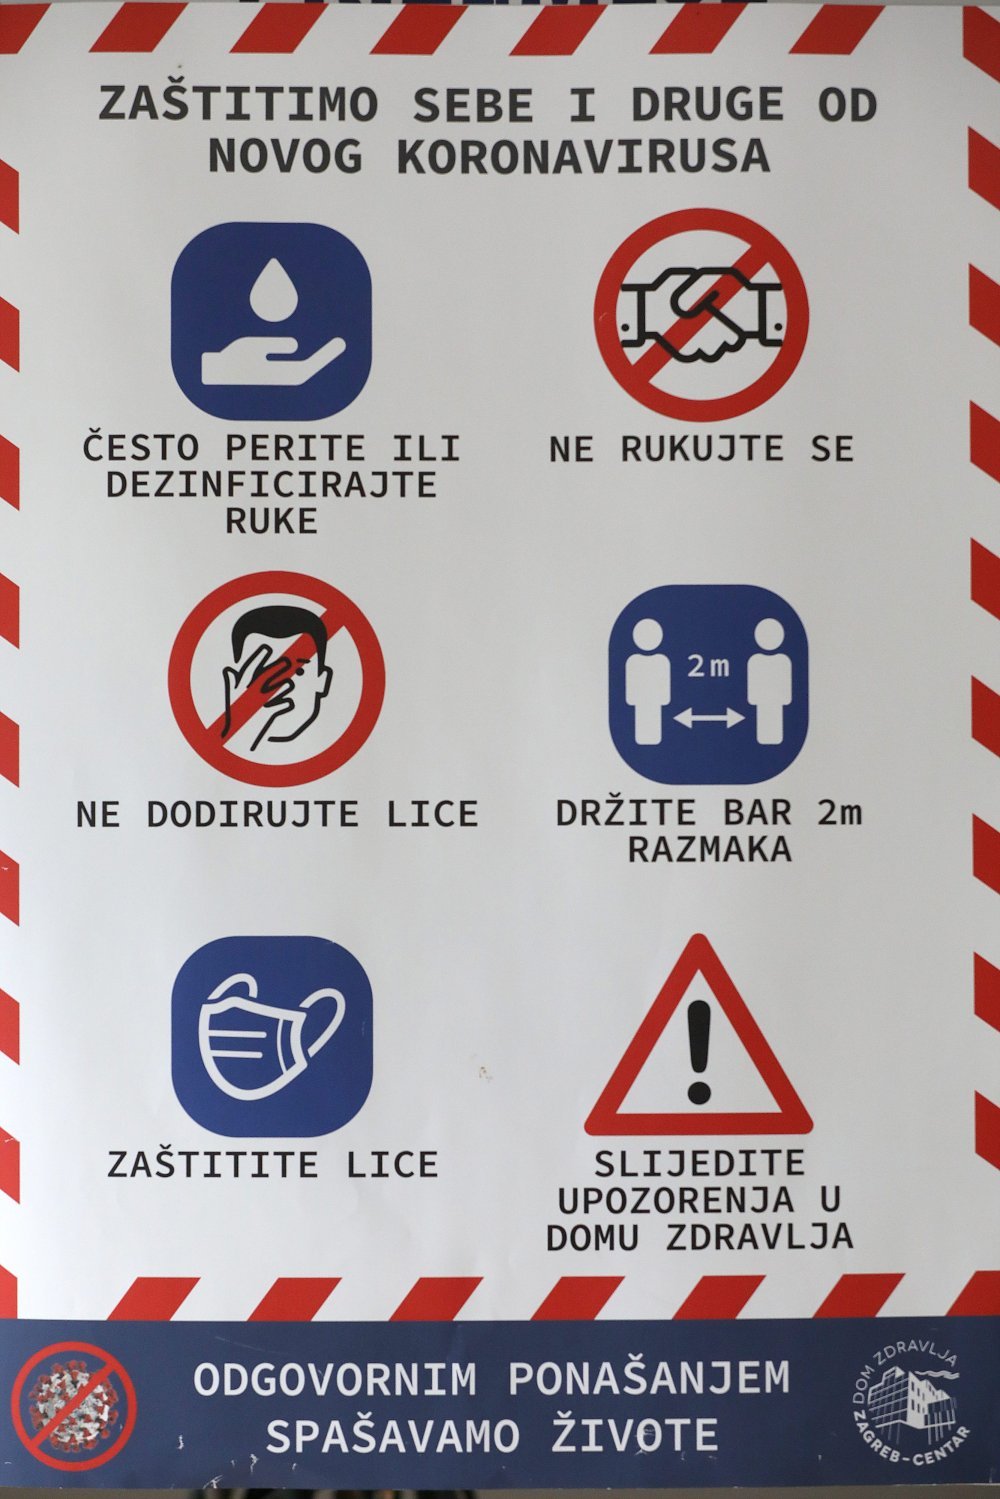 ZAŠTITIMO SEBE I DRUGE OD
NOVOG KORONAVIRUSA
ČESTO PERITE ILI
DEZINFICIRAJTE
RUKE
NE RUKUJTE SE
NE DODIRUJTE LICE
2m
DRŽITE BAR 2m
RAZMAKA
ZAŠTITITE LICE
SLIJEDITE
UPOZORENJA U
DOMU ZDRAVLJA
ODGOVORNIM PONAŠANJEM
SPAŠAVAMO ŽIVOTE
DOM ZDRAVLJA
ZAGREB-CENTAR